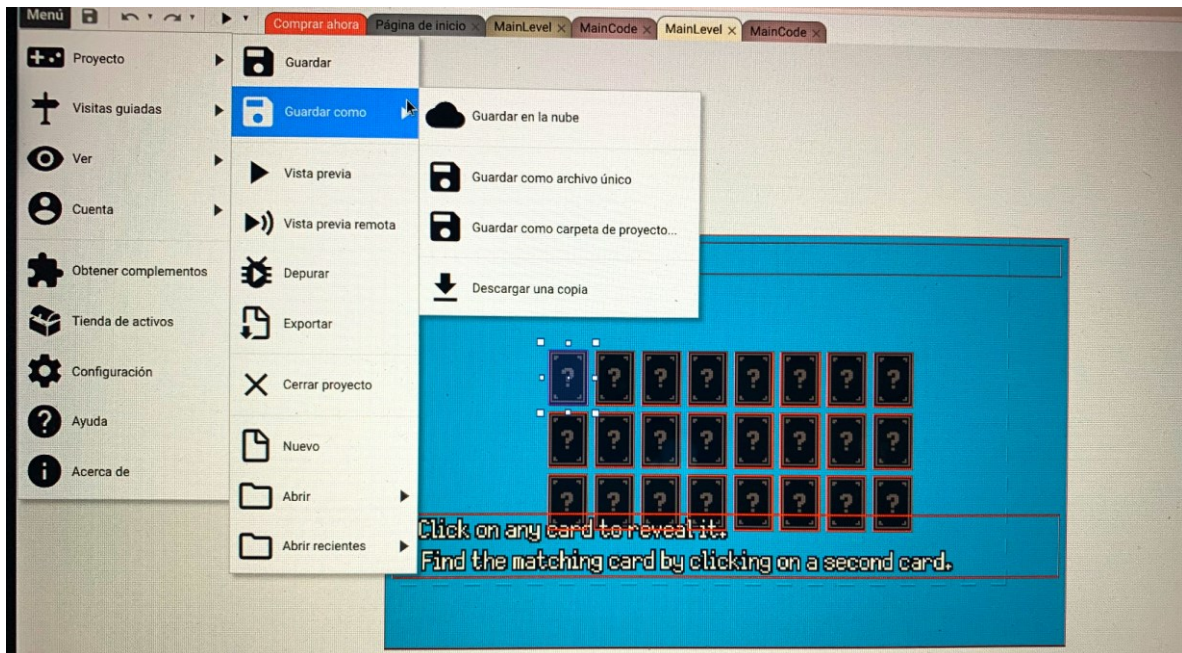 Menú
Comprar ahora
Página de inicio
MainLevel
MainCode
MainLevel
MainCode
Proyecto
Visitas guiadas
Ver
Cuenta
Obtener complementos
Tienda de activos
Configuración
Ayuda
Acerca de
Guardar
Guardar como
Vista previa
Vista previa remota
Depurar
Exportar
Cerrar proyecto
Nuevo
Abrir
Abrir recientes
Guardar en la nube
Guardar como archivo único
Guardar como carpeta de proyecto...
Descargar una copia
? ? ? ? ? ? ? ?
? ? ? ? ? ? ? ?
? ? ? ? ? ? ? ?
Click on any card to reveal it.
Find the matching card by clicking on a second card.